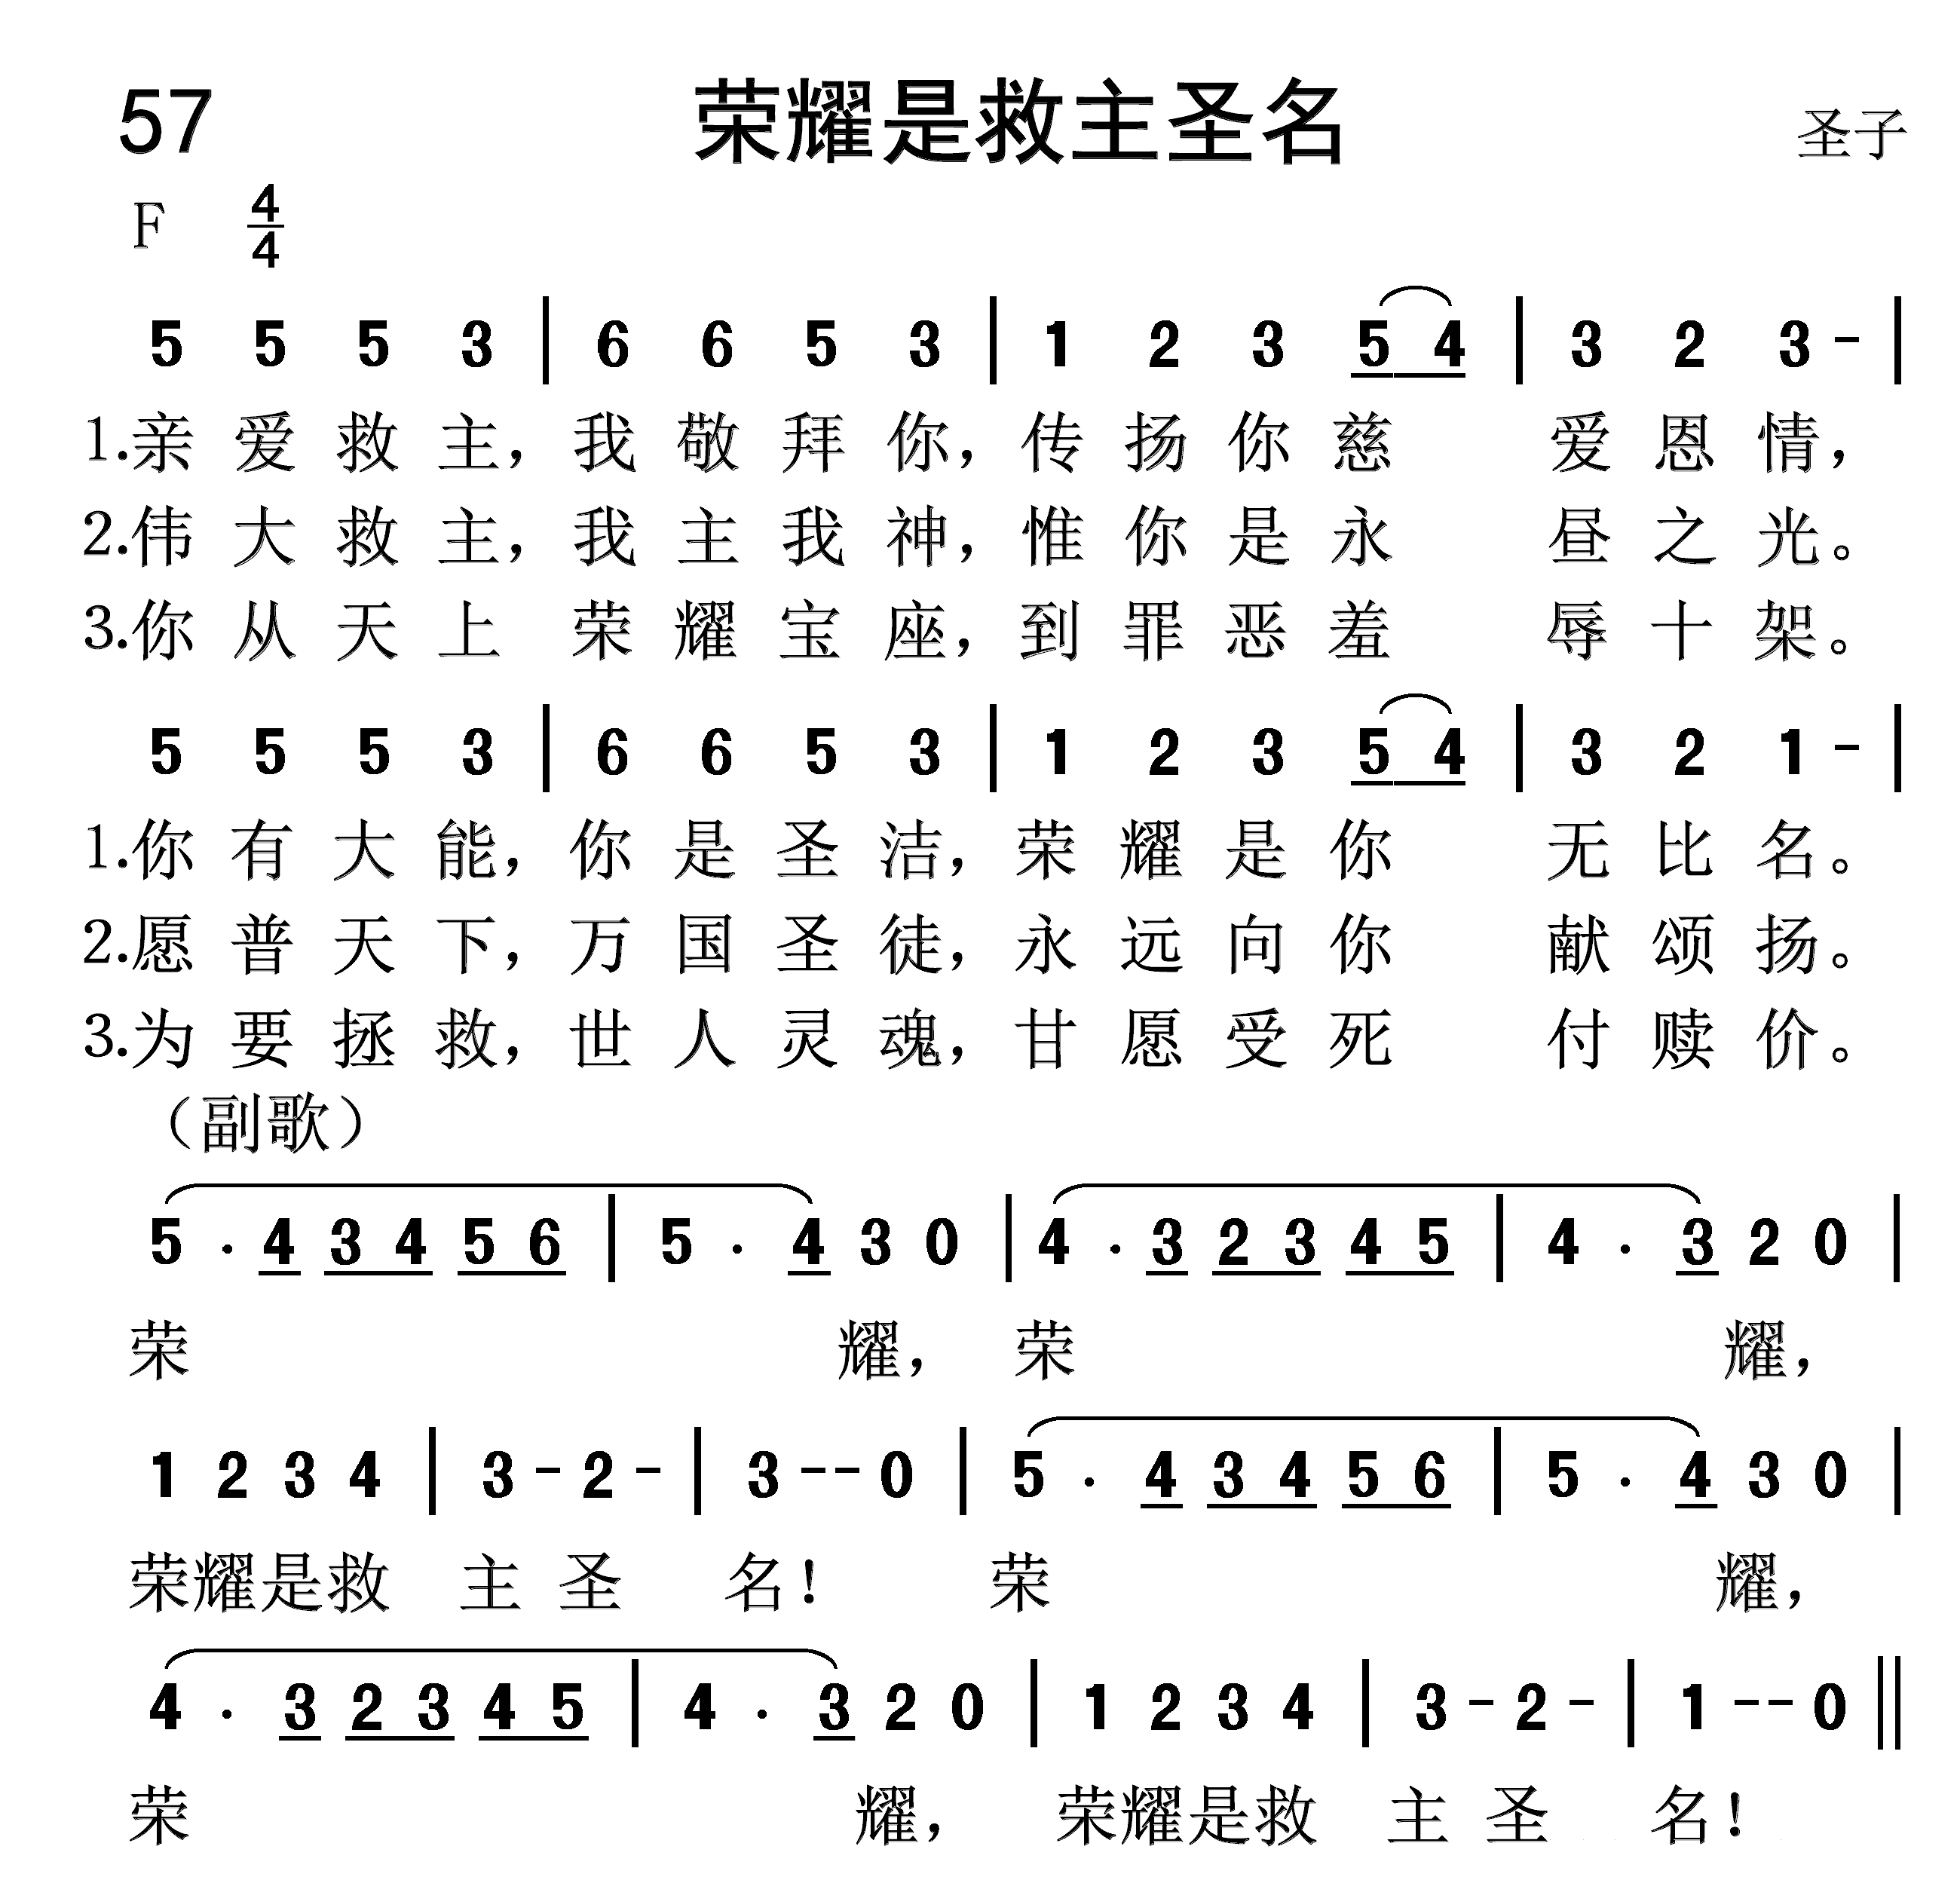 57 荣耀是救主圣名 圣子
F 4/4
5 5 5 3 | 6 6 5 3 | 1 2 3 5 4 | 3 2 3 - |
1.亲爱救主，我敬拜你，传扬你慈爱恩情，
2.伟大救主，我主我神，惟你是永昼之光。
3.你从天上荣耀宝座，到罪恶羞辱十架。
5 5 5 3 | 6 6 5 3 | 1 2 3 5 4 | 3 2 1 - |
1.你有大能，你是圣洁，荣耀是你无比名。
2.愿普天下，万国圣徒，永远向你献颂扬。
3.为要拯救，世人灵魂，甘愿受死付赎价。
（副歌）
5 · 4 3 4 5 6 | 5 · 4 3 0 | 4 · 3 2 3 4 5 | 4 · 3 2 0 |
荣 耀， 荣 耀，
1 2 3 4 | 3 - 2 - | 3 - - 0 | 5 · 4 3 4 5 6 | 5 · 4 3 0 |
荣耀是救 主 圣 名！ 荣 耀，
4 · 3 2 3 4 5 | 4 · 3 2 0 | 1 2 3 4 | 3 - 2 - | 1 - - 0 ||
荣 耀， 荣耀是救 主 圣 名！